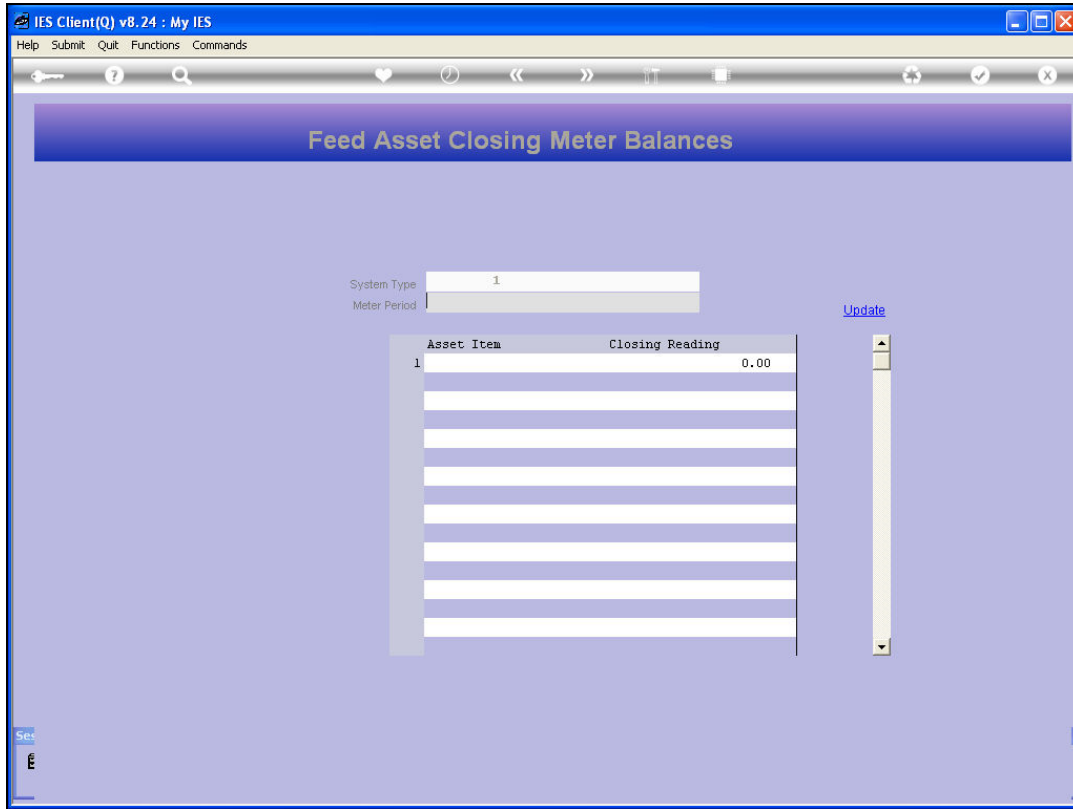 IES Client(Q) v8.24 : My IES
Help Submit Quit Functions Commands
Feed Asset Closing Meter Balances
System Type 1
Meter Period
Update
Asset Item Closing Reading
1 0.00
Ses